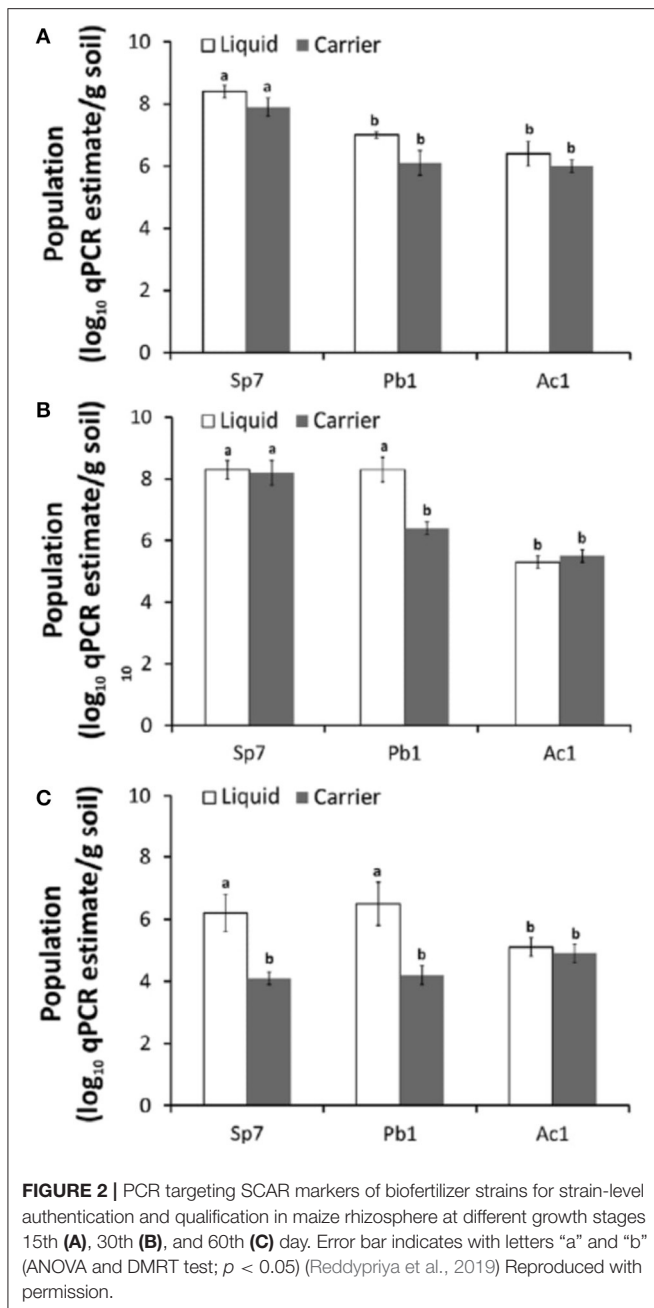 A
Liquid Carrier
10
8
6
4
2
0
Population
(log₁₀ qPCR estimate/g soil)
a a b b b b
Sp7 Pb1 Ac1
B
Liquid Carrier
10
8
6
4
2
0
Population
(log₁₀ qPCR estimate/g soil)
10
a a a b b b
Sp7 Pb1 Ac1
C
Liquid Carrier
10
8
6
4
2
0
Population
(log₁₀ qPCR estimate/g soil)
a b a b b b
Sp7 Pb1 Ac1
FIGURE 2 | PCR targeting SCAR markers of biofertilizer strains for strain-level
authentication and qualification in maize rhizosphere at different growth stages
15th (A), 30th (B), and 60th (C) day. Error bar indicates with letters “a” and “b”
(ANOVA and DMRT test; p < 0.05) (Reddypriya et al., 2019) Reproduced with
permission.